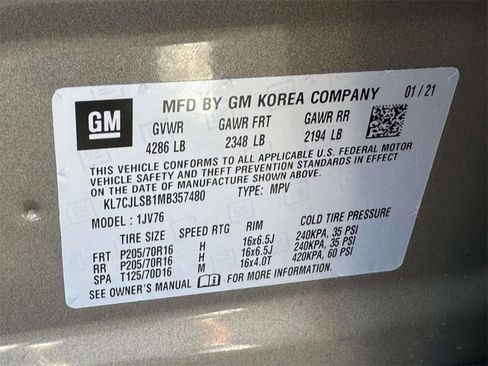 GM
MFD BY GM KOREA COMPANY 01/21
GVWR GAWR FRT GAWR RR
4286 LB 2348 LB 2194 LB
THIS VEHICLE CONFORMS TO ALL APPLICABLE U.S. FEDERAL MOTOR
VEHICLE SAFETY, BUMPER, AND THEFT PREVENTION STANDARDS IN EFFECT
ON THE DATE OF MANUFACTURE SHOWN ABOVE.
KL7CJLSB1MB357480 TYPE: MPV
MODEL: 1JV76
TIRE SIZE SPEED RTG RIM COLD TIRE PRESSURE
FRT P205/70R16 H 16x6.5J 240KPA, 35 PSI
RR P205/70R16 H 16x6.5J 240KPA, 35 PSI
SPA T125/70D16 M 16x4.0T 420KPA, 60 PSI
SEE OWNER'S MANUAL FOR MORE INFORMATION.